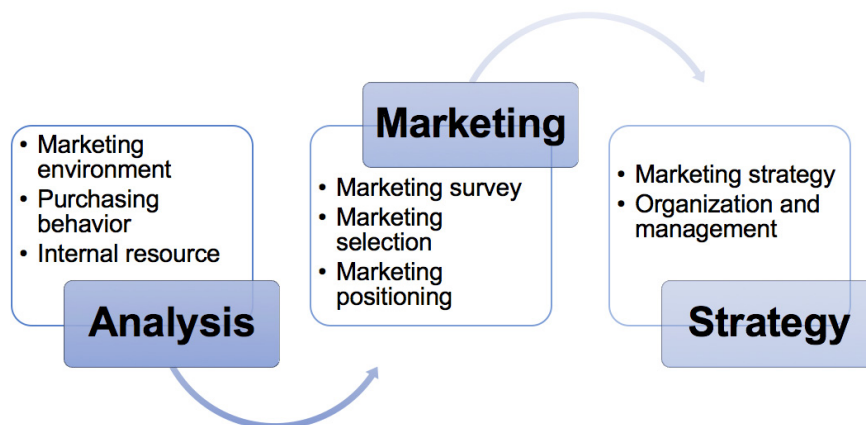 • Marketing
environment
• Purchasing
behavior
• Internal resource
Analysis
Marketing
• Marketing survey
• Marketing
selection
• Marketing
positioning
• Marketing strategy
• Organization and
management
Strategy